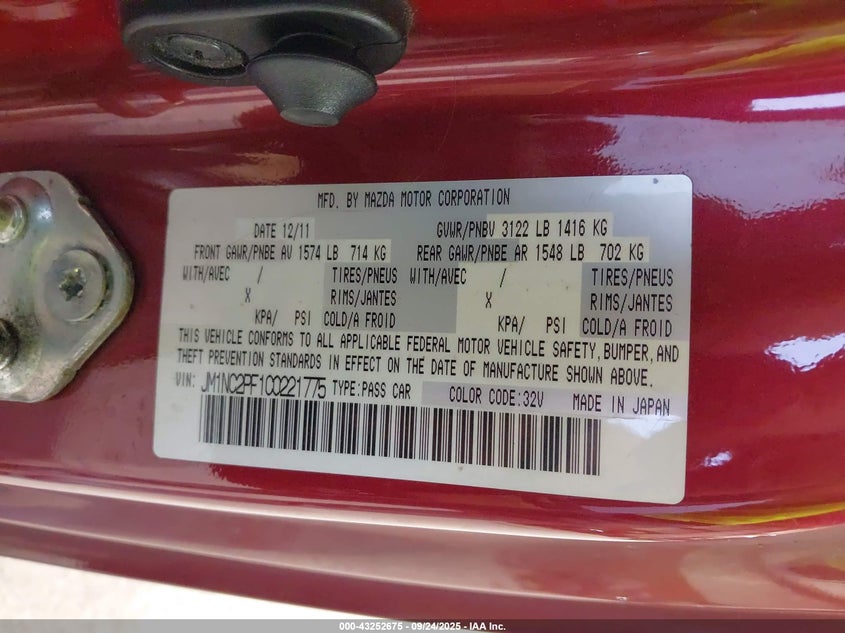 MFD. BY MAZDA MOTOR CORPORATION
DATE 12/11 GVWR/PNBV 3122 LB 1416 KG
FRONT GAWR/PNBE AV 1574 LB 714 KG REAR GAWR/PNBE AR 1548 LB 702 KG
WITH/AVEC / TIRES/PNEUS WITH/AVEC / TIRES/PNEUS
X RIMS/JANTES X RIMS/JANTES
KPA/ PSI COLD/A FROID KPA/ PSI COLD/A FROID
THIS VEHICLE CONFORMS TO ALL APPLICABLE FEDERAL MOTOR VEHICLE SAFETY, BUMPER, AND
THEFT PREVENTION STANDARDS IN EFFECT ON THE DATE OF MANUFACTURE SHOWN ABOVE.
VIN: JM1NC2PF1C0221775 TYPE:PASS CAR COLOR CODE:32V MADE IN JAPAN
000-43252675 - 09/24/2025 - IAA Inc.